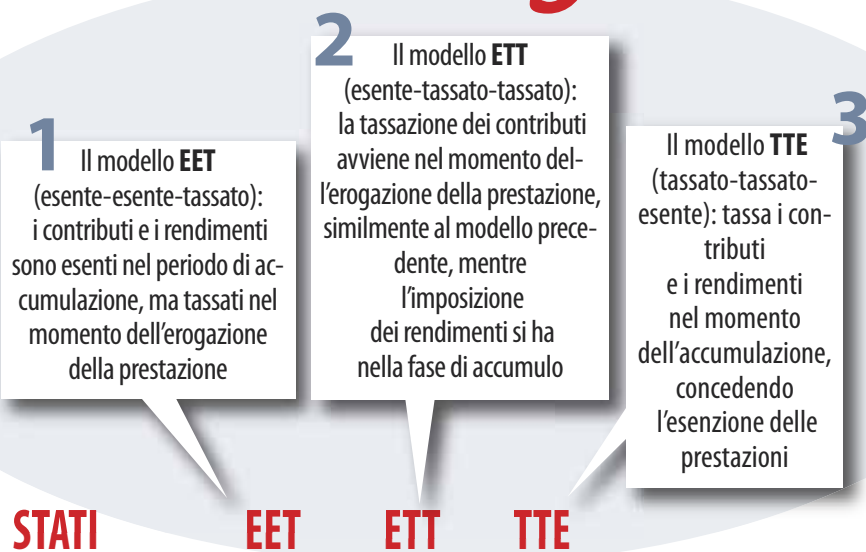 1
Il modello EET
(esente-esente-tassato):
i contributi e i rendimenti
sono esenti nel periodo di ac-
cumulazione, ma tassati nel
momento dell'erogazione
della prestazione
2
Il modello ETT
(esente-tassato-tassato):
la tassazione dei contributi
avviene nel momento del-
l'erogazione della prestazione,
similmente al modello prece-
dente, mentre
l'imposizione
dei rendimenti si ha
nella fase di accumulo
3
Il modello TTE
(tassato-tassato-
esente): tassa i con-
tributi
e i rendimenti
nel momento
dell'accumulazione,
concedendo
l'esenzione delle
prestazioni
STATI EET ETT TTE